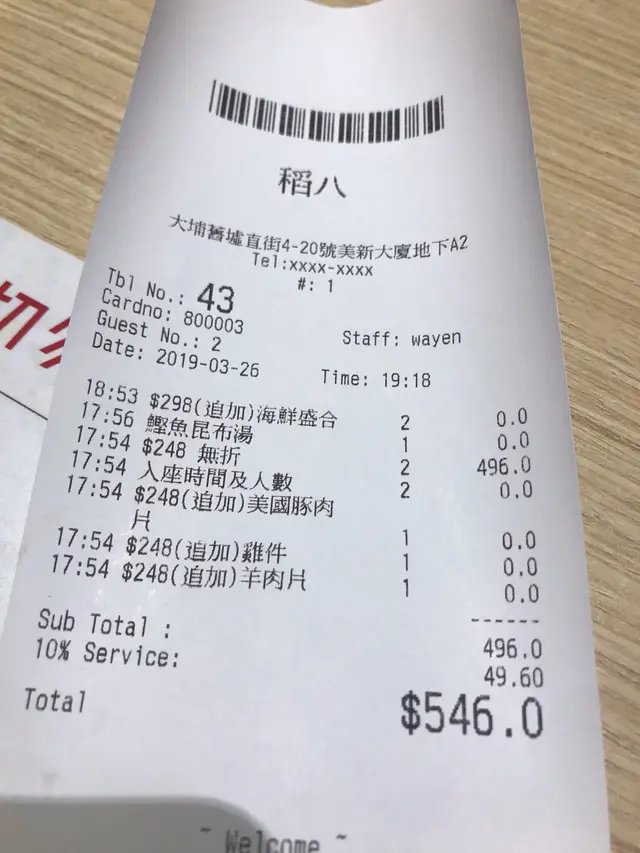 稻八
大埔舊墟直街4-20號美新大廈地下A2
Tel:xxxx-xxxx
#: 1
Tbl No.: 43
Cardno: 800003
Guest No.: 2
Staff: wayen
Date: 2019-03-26
Time: 19:18
18:53 $298(追加)海鮮盛合 2 0.0
17:56 鰹魚昆布湯 1 0.0
17:54 $248 無折 2 496.0
17:54 入座時間及人數 2 0.0
17:54 $248(追加)美國豚肉
片 1 0.0
17:54 $248(追加)雞件 1 0.0
17:54 $248(追加)羊肉片 1 0.0
------
Sub Total : 496.0
10% Service: 49.60
Total $546.0
~ Welcome ~
切